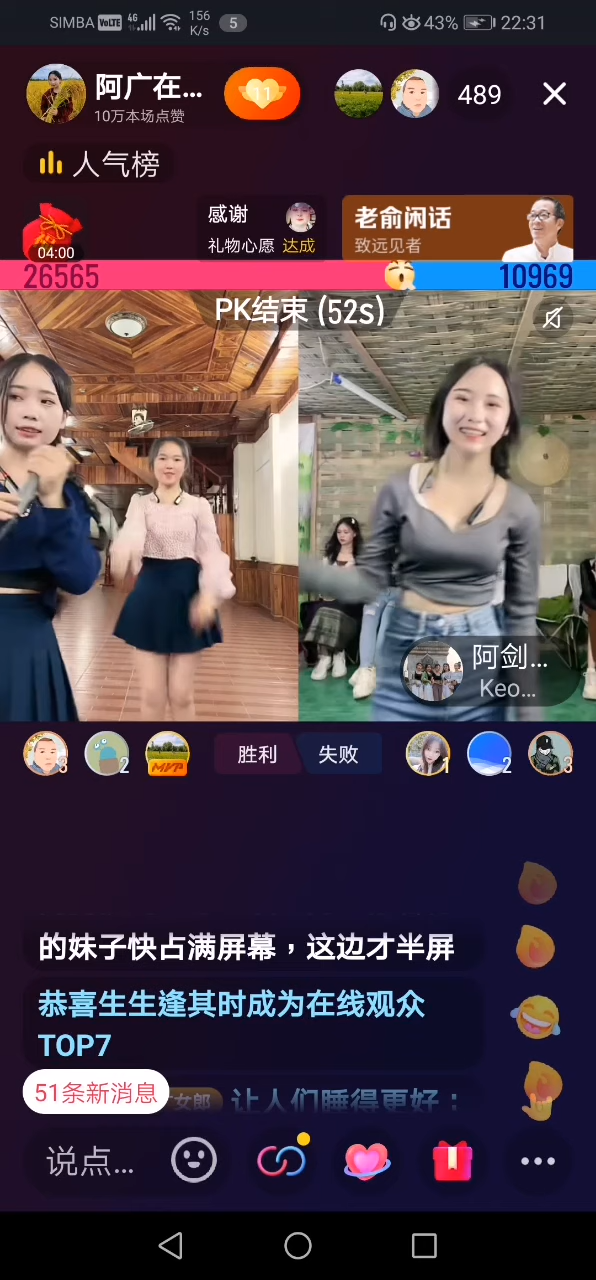 SIMBA VoLTE 4G 156 K/s 5 43% 22:31
阿广在... 11 489
10万本场点赞
人气榜
感谢
礼物心愿 达成
老俞闲话
致远见者
04:00
26565 10969
PK结束 (52s)
阿剑...
Keo...
3 2 MVP 胜利 失败 1 2 3
的妹子快占满屏幕，这边才半屏
恭喜生生逢其时成为在线观众
TOP7
51条新消息
女郎 让人们睡得更好：
说点...